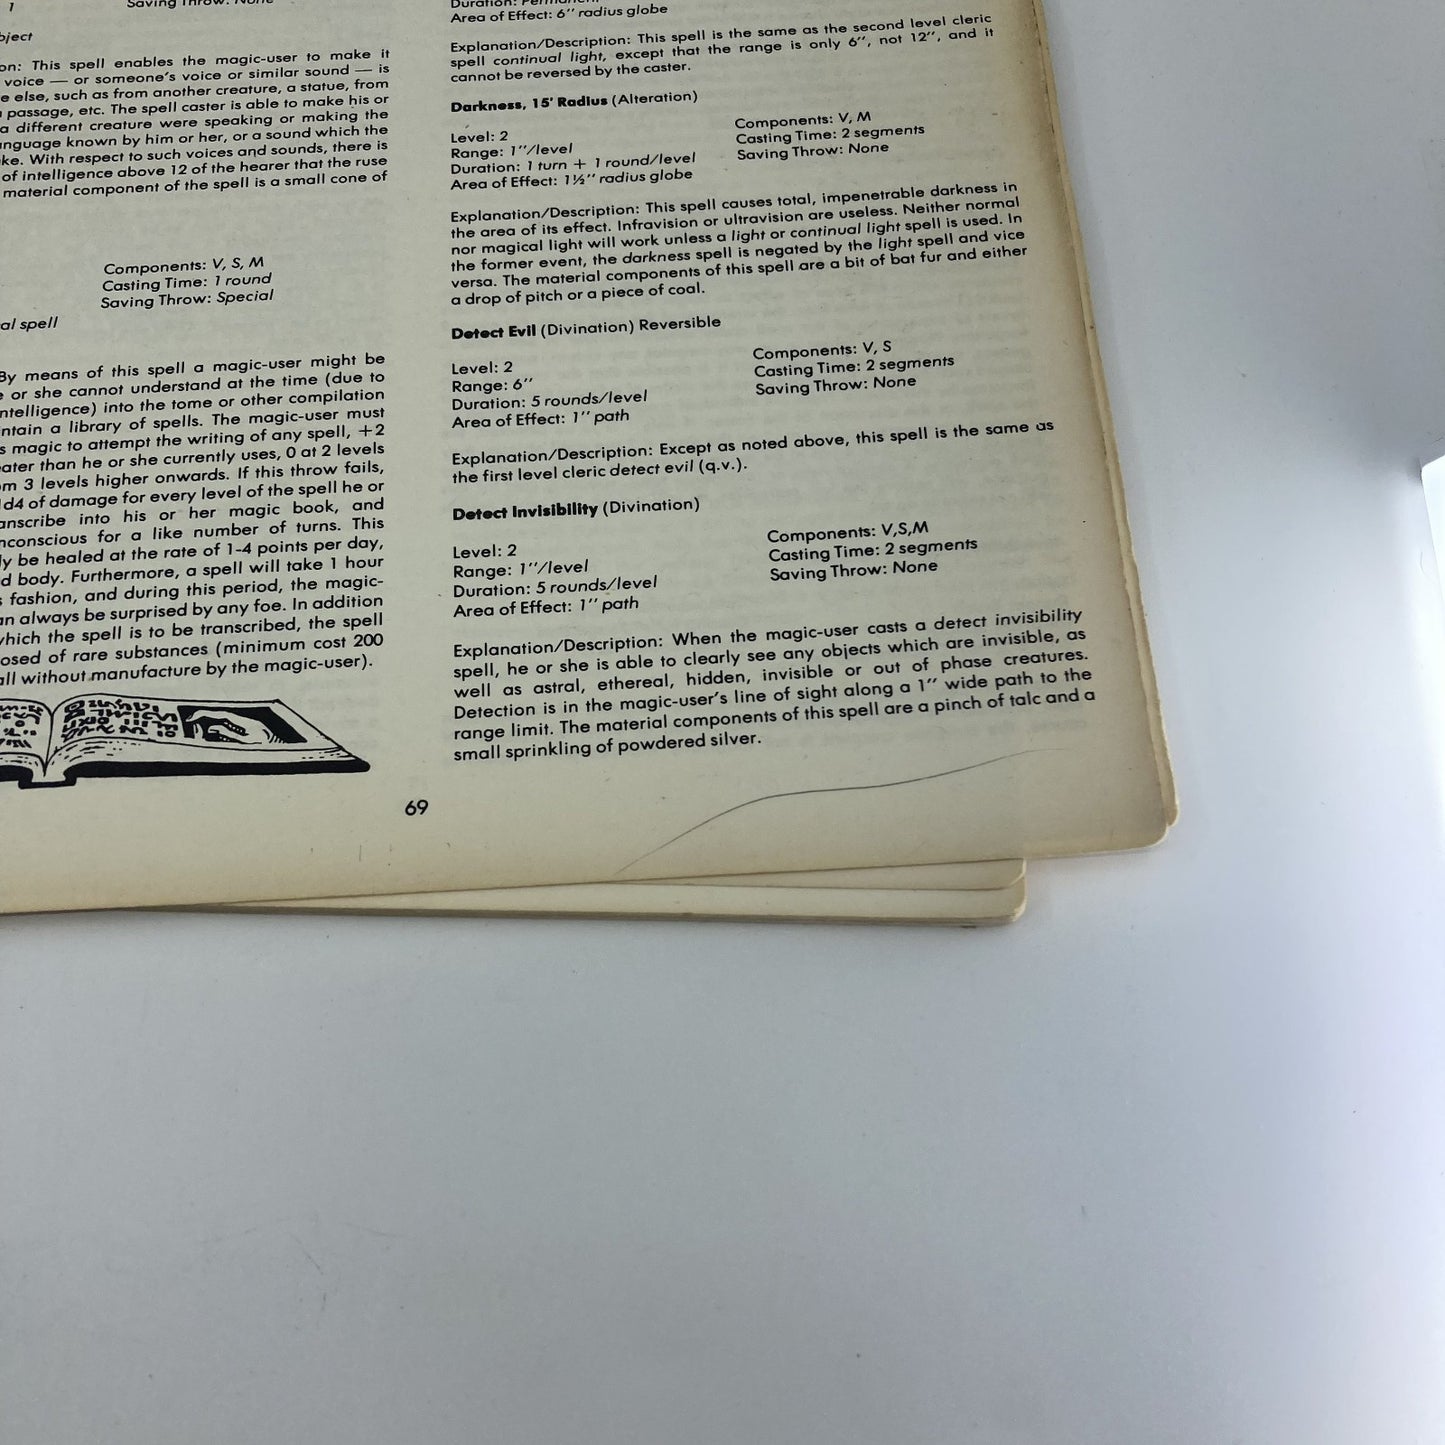 1
Saving Throw: None
bject
on: This spell enables the magic-user to make it
voice — or someone's voice or similar sound — is
e else, such as from another creature, a statue, from
passage, etc. The spell caster is able to make his or
a different creature were speaking or making the
anguage known by him or her, or a sound which the
ke. With respect to such voices and sounds, there is
of intelligence above 12 of the hearer that the ruse
material component of the spell is a small cone of
Components: V, S, M
Casting Time: 1 round
Saving Throw: Special
al spell
By means of this spell a magic-user might be
e or she cannot understand at the time (due to
ntelligence) into the tome or other compilation
ntain a library of spells. The magic-user must
s magic to attempt the writing of any spell, +2
eater than he or she currently uses, 0 at 2 levels
om 3 levels higher onwards. If this throw fails,
1d4 of damage for every level of the spell he or
anscribe into his or her magic book, and
nconscious for a like number of turns. This
ly be healed at the rate of 1-4 points per day,
d body. Furthermore, a spell will take 1 hour
s fashion, and during this period, the magic-
an always be surprised by any foe. In addition
which the spell is to be transcribed, the spell
osed of rare substances (minimum cost 200
all without manufacture by the magic-user).
Duration: Permanent
Area of Effect: 6" radius globe
Explanation/Description: This spell is the same as the second level cleric
spell continual light, except that the range is only 6", not 12", and it
cannot be reversed by the caster.
Darkness, 15' Radius (Alteration)
Level: 2
Range: 1"/level
Duration: 1 turn + 1 round/level
Area of Effect: 1½" radius globe
Components: V, M
Casting Time: 2 segments
Saving Throw: None
Explanation/Description: This spell causes total, impenetrable darkness in
the area of its effect. Infravision or ultravision are useless. Neither normal
nor magical light will work unless a light or continual light spell is used. In
the former event, the darkness spell is negated by the light spell and vice
versa. The material components of this spell are a bit of bat fur and either
a drop of pitch or a piece of coal.
Detect Evil (Divination) Reversible
Level: 2
Range: 6"
Duration: 5 rounds/level
Area of Effect: 1" path
Components: V, S
Casting Time: 2 segments
Saving Throw: None
Explanation/Description: Except as noted above, this spell is the same as
the first level cleric detect evil (q.v.).
Detect Invisibility (Divination)
Level: 2
Range: 1"/level
Duration: 5 rounds/level
Area of Effect: 1" path
Components: V,S,M
Casting Time: 2 segments
Saving Throw: None
Explanation/Description: When the magic-user casts a detect invisibility
spell, he or she is able to clearly see any objects which are invisible, as
well as astral, ethereal, hidden, invisible or out of phase creatures.
Detection is in the magic-user's line of sight along a 1" wide path to the
range limit. The material components of this spell are a pinch of talc and a
small sprinkling of powdered silver.
69